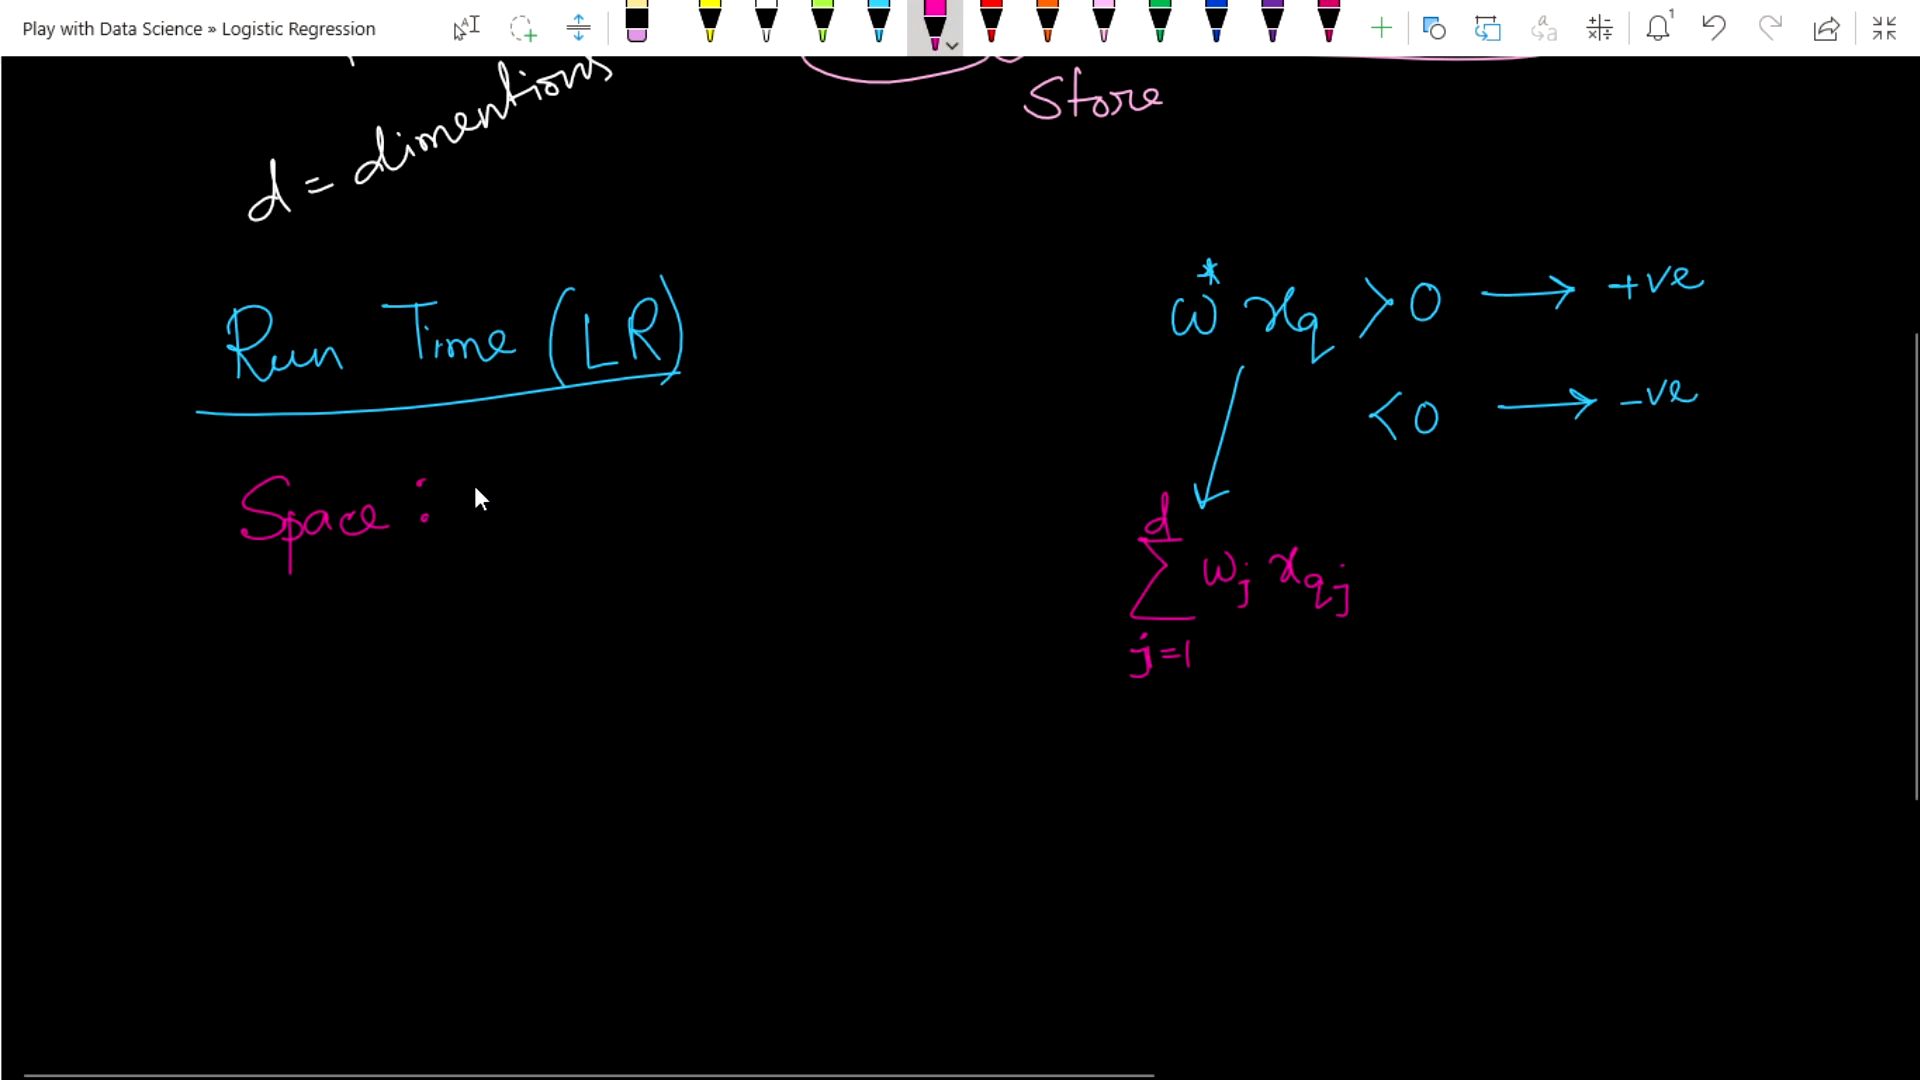 Play with Data Science » Logistic Regression
Store
d = dimentions
Run Time (LR)
w* xq > 0 → +ve
< 0 → -ve
Space :
d
∑ wj xqj
j=1